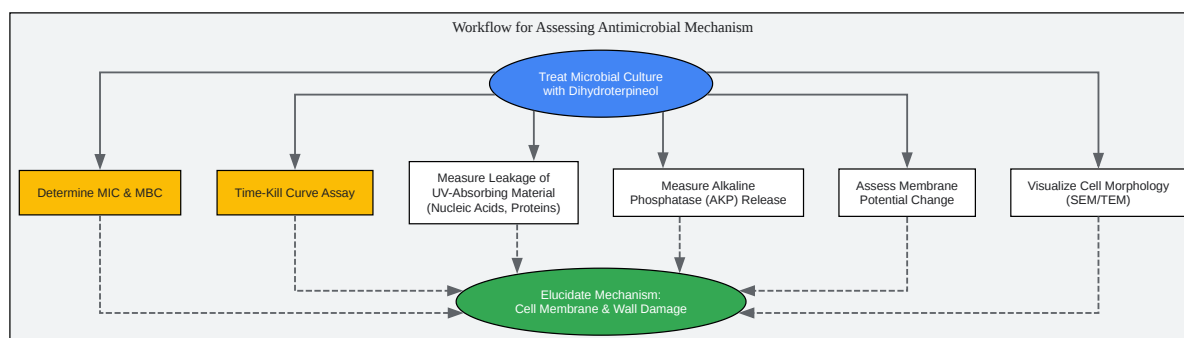 Workflow for Assessing Antimicrobial Mechanism
Treat Microbial Culture
with Dihydroterpineol
Determine MIC & MBC
Time-Kill Curve Assay
Measure Leakage of
UV-Absorbing Material
(Nucleic Acids, Proteins)
Measure Alkaline
Phosphatase (AKP) Release
Assess Membrane
Potential Change
Visualize Cell Morphology
(SEM/TEM)
Elucidate Mechanism:
Cell Membrane & Wall Damage